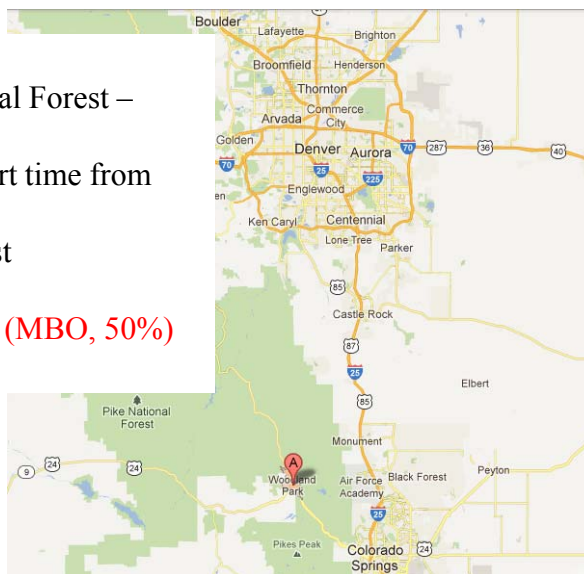 al Forest –
rt time from
st
(MBO, 50%)
Boulder
Lafayette
Brighton
Broomfield
Henderson
Thornton
Commerce
City
Arvada
Golden
70
Denver
Aurora
70
287
36
40
25
225
Englewood
Ken Caryl
Centennial
Lone Tree
Parker
85
Castle Rock
87
25
Elbert
85
Pike National
Forest
9
24
24
Monument
A
Woodland
Park
Air Force
Academy
Black Forest
Peyton
25
Pikes Peak
Colorado
Springs
24